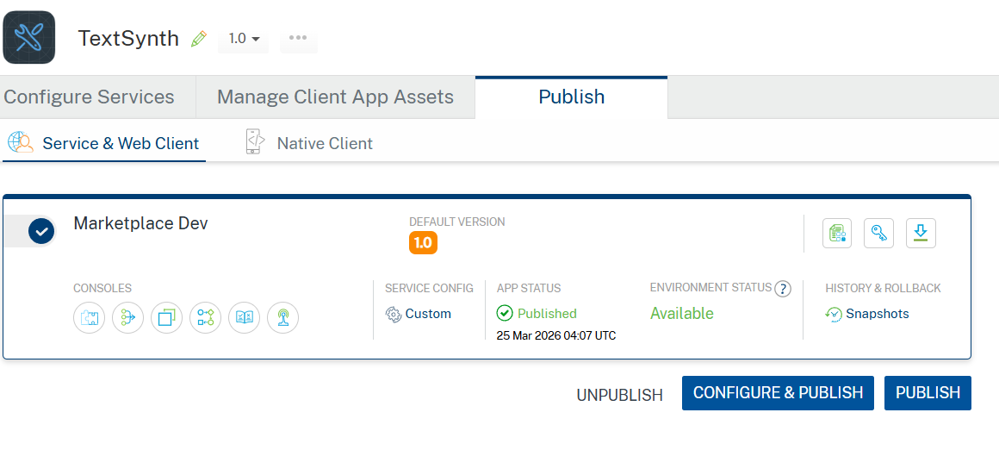 TextSynth 1.0
Configure Services Manage Client App Assets Publish
Service & Web Client Native Client
Marketplace Dev
DEFAULT VERSION
1.0
CONSOLES
SERVICE CONFIG
Custom
APP STATUS
Published
25 Mar 2026 04:07 UTC
ENVIRONMENT STATUS ?
Available
HISTORY & ROLLBACK
Snapshots
UNPUBLISH CONFIGURE & PUBLISH PUBLISH